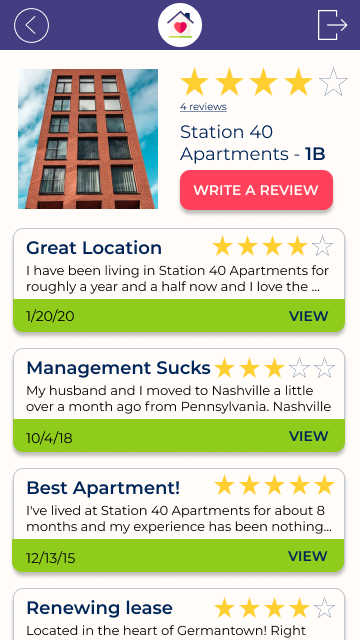 4 reviews
Station 40
Apartments - 1B
WRITE A REVIEW
Great Location
I have been living in Station 40 Apartments for
roughly a year and a half now and I love the ...
1/20/20 VIEW
Management Sucks
My husband and I moved to Nashville a little
over a month ago from Pennsylvania. Nashville
10/4/18 VIEW
Best Apartment!
I've lived at Station 40 Apartments for about 8
months and my experience has been nothing...
12/13/15 VIEW
Renewing lease
Located in the heart of Germantown! Right